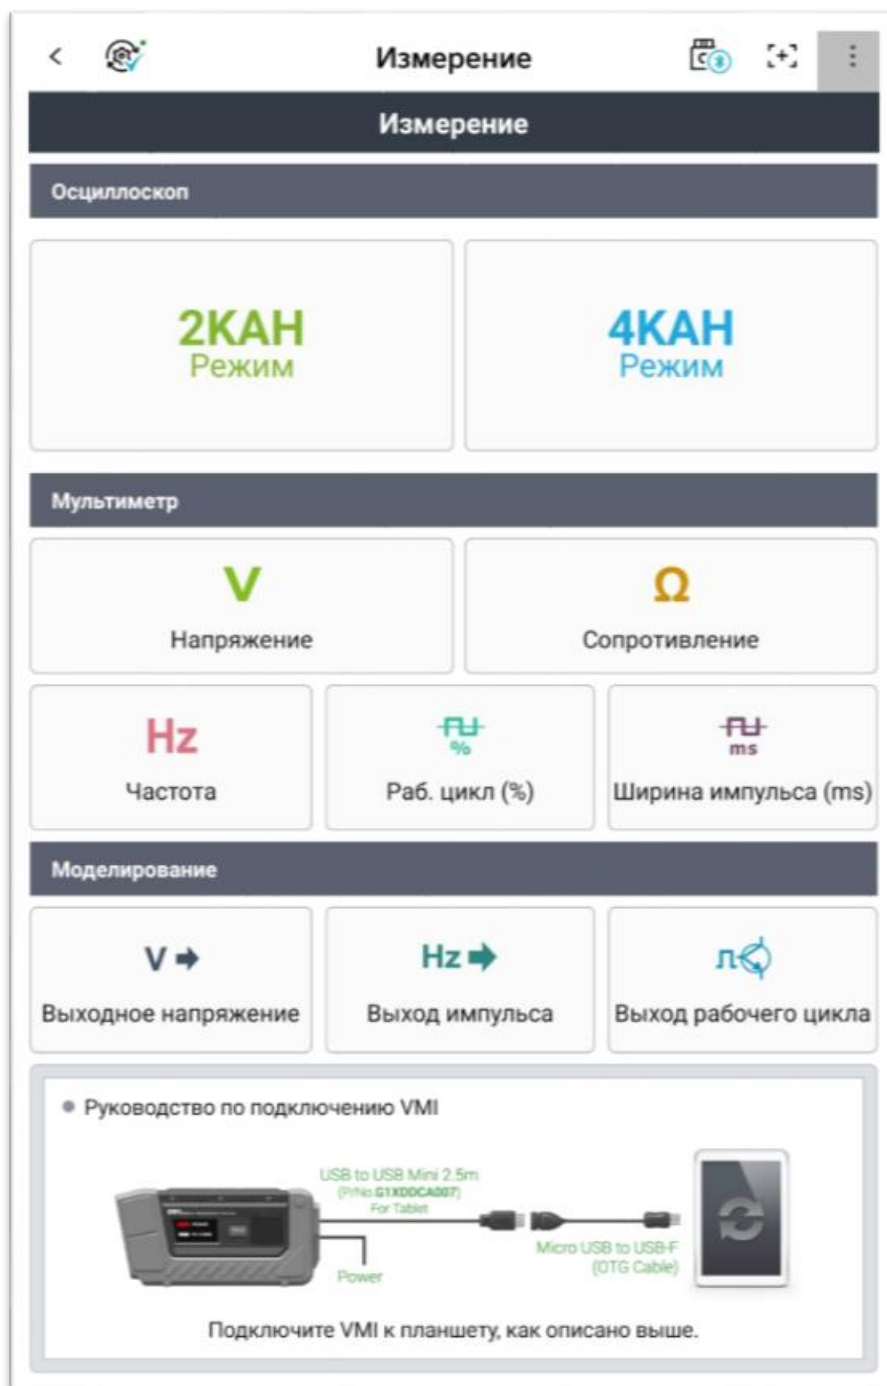 Измерение
Измерение
Осциллоскоп
2КАН
Режим
4КАН
Режим
Мультиметр
V
Напряжение
Ω
Сопротивление
Hz
Частота
%
Раб. цикл (%)
ms
Ширина импульса (ms)
Моделирование
V
Выходное напряжение
Hz
Выход импульса
Выход рабочего цикла
Руководство по подключению VMI
USB to USB Mini 2.5m
(P/No.G1XDDCA007)
For Tablet
Power
Micro USB to USB-F
(OTG Cable)
Подключите VMI к планшету, как описано выше.